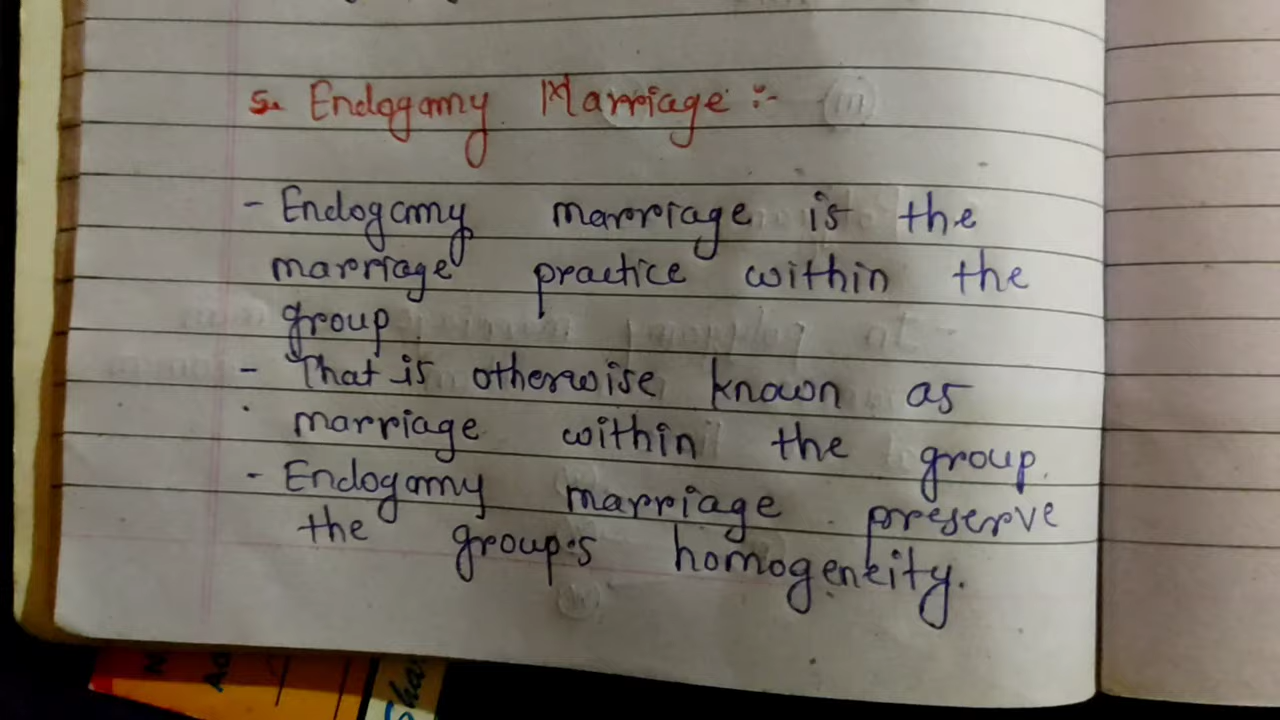 5. Endogamy Marriage :-
- Endogamy marriage is the
marriage practice within the
group
- That is otherwise known as
marriage within the group.
- Endogamy marriage preserve
the group's homogeneity.